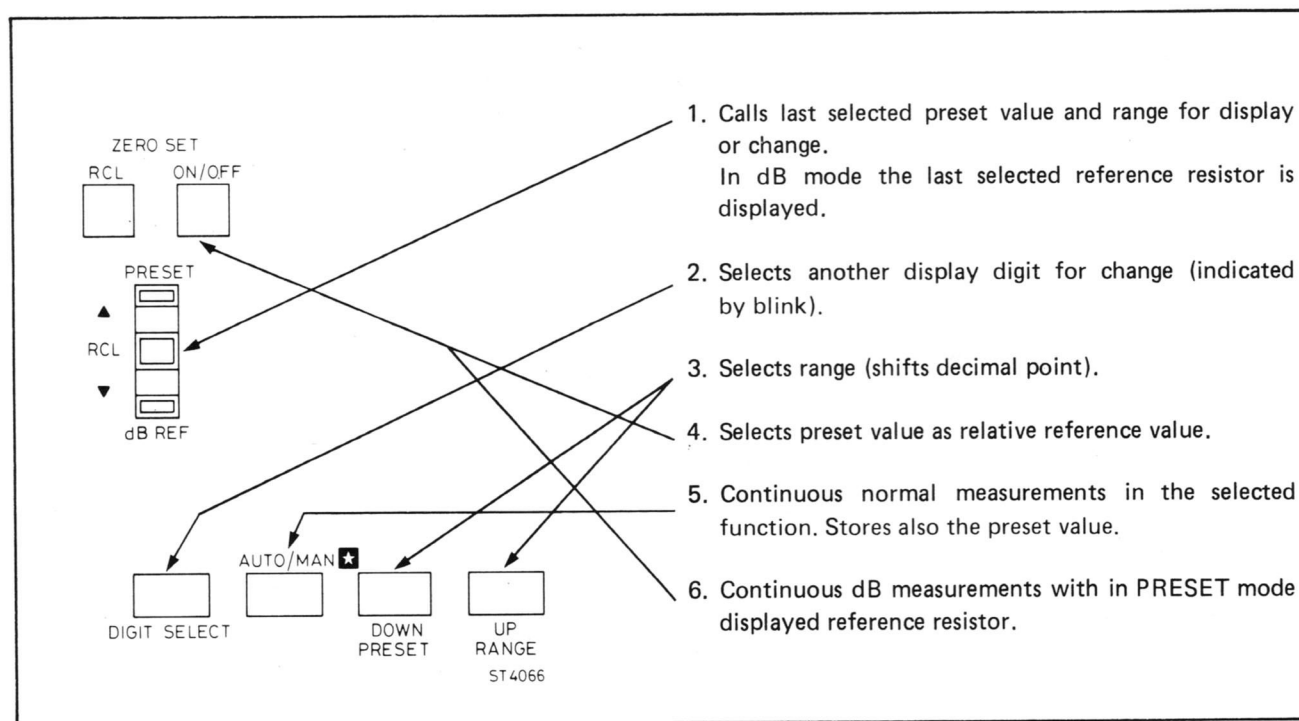 ZERO SET
RCL ON/OFF
PRESET
▲
RCL
▼
dB REF
AUTO/MAN ★
DIGIT SELECT
DOWN
PRESET
UP
RANGE
ST4066
1. Calls last selected preset value and range for display
or change.
In dB mode the last selected reference resistor is
displayed.
2. Selects another display digit for change (indicated
by blink).
3. Selects range (shifts decimal point).
4. Selects preset value as relative reference value.
5. Continuous normal measurements in the selected
function. Stores also the preset value.
6. Continuous dB measurements with in PRESET mode
displayed reference resistor.